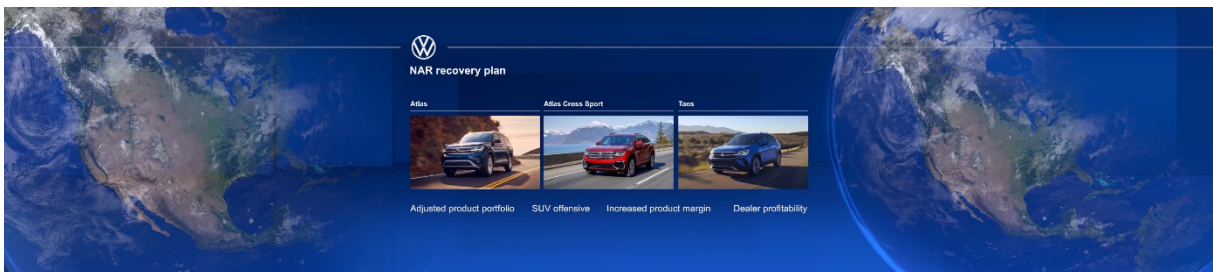 NAR recovery plan
Atlas Atlas Cross Sport Taos
Adjusted product portfolio SUV offensive Increased product margin Dealer profitability